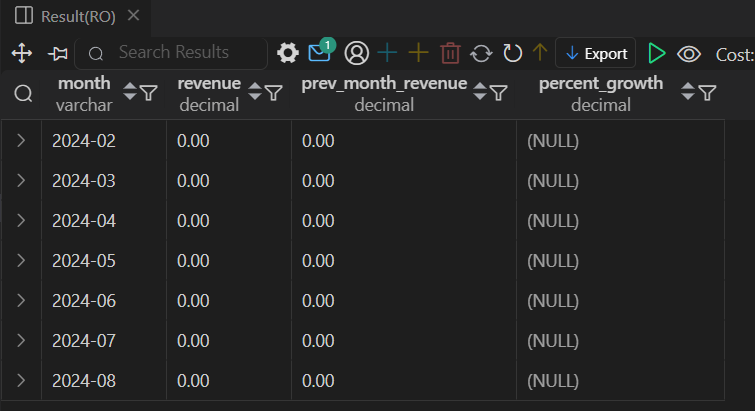 Result(RO)
Search Results 1 Export Cost:
month revenue prev_month_revenue percent_growth
varchar decimal decimal decimal
2024-02 0.00 0.00 (NULL)
2024-03 0.00 0.00 (NULL)
2024-04 0.00 0.00 (NULL)
2024-05 0.00 0.00 (NULL)
2024-06 0.00 0.00 (NULL)
2024-07 0.00 0.00 (NULL)
2024-08 0.00 0.00 (NULL)